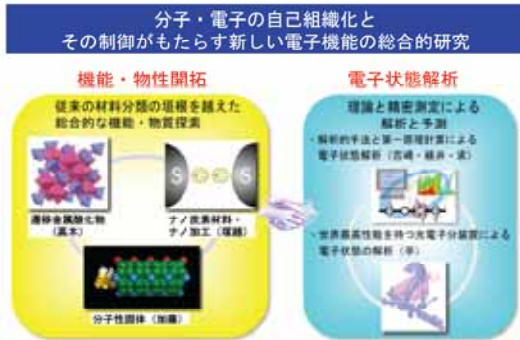 分子・電子の自己組織化と
その制御がもたらす新しい電子機能の総合的研究
機能・物性開拓
従来の材料分類の垣根を越えた
総合的な機能・物質探索
S
S
遷移金属酸化物
(高木)
ナノ炭素材料・
ナノ加工(塚越)
分子性固体(加藤)
電子状態解析
理論と精密測定による
解析と予測
・解析的手法と第一原理計算による
電子状態解析
・世界最高性能を持つ光電子分光装置による
電子状態の解析(辛)